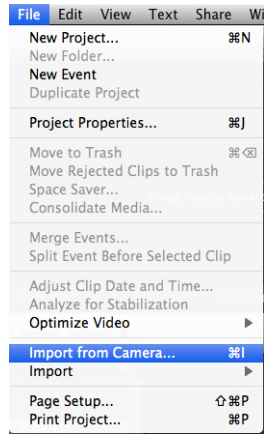 File Edit View Text Share Wi
New Project... ⌘N
New Folder...
New Event
Duplicate Project
Project Properties... ⌘J
Move to Trash ⌘⌫
Move Rejected Clips to Trash
Space Saver...
Consolidate Media...
Merge Events...
Split Event Before Selected Clip
Adjust Clip Date and Time...
Analyze for Stabilization
Optimize Video ▶
Import from Camera... ⌘I
Import ▶
Page Setup... ⇧⌘P
Print Project... ⌘P